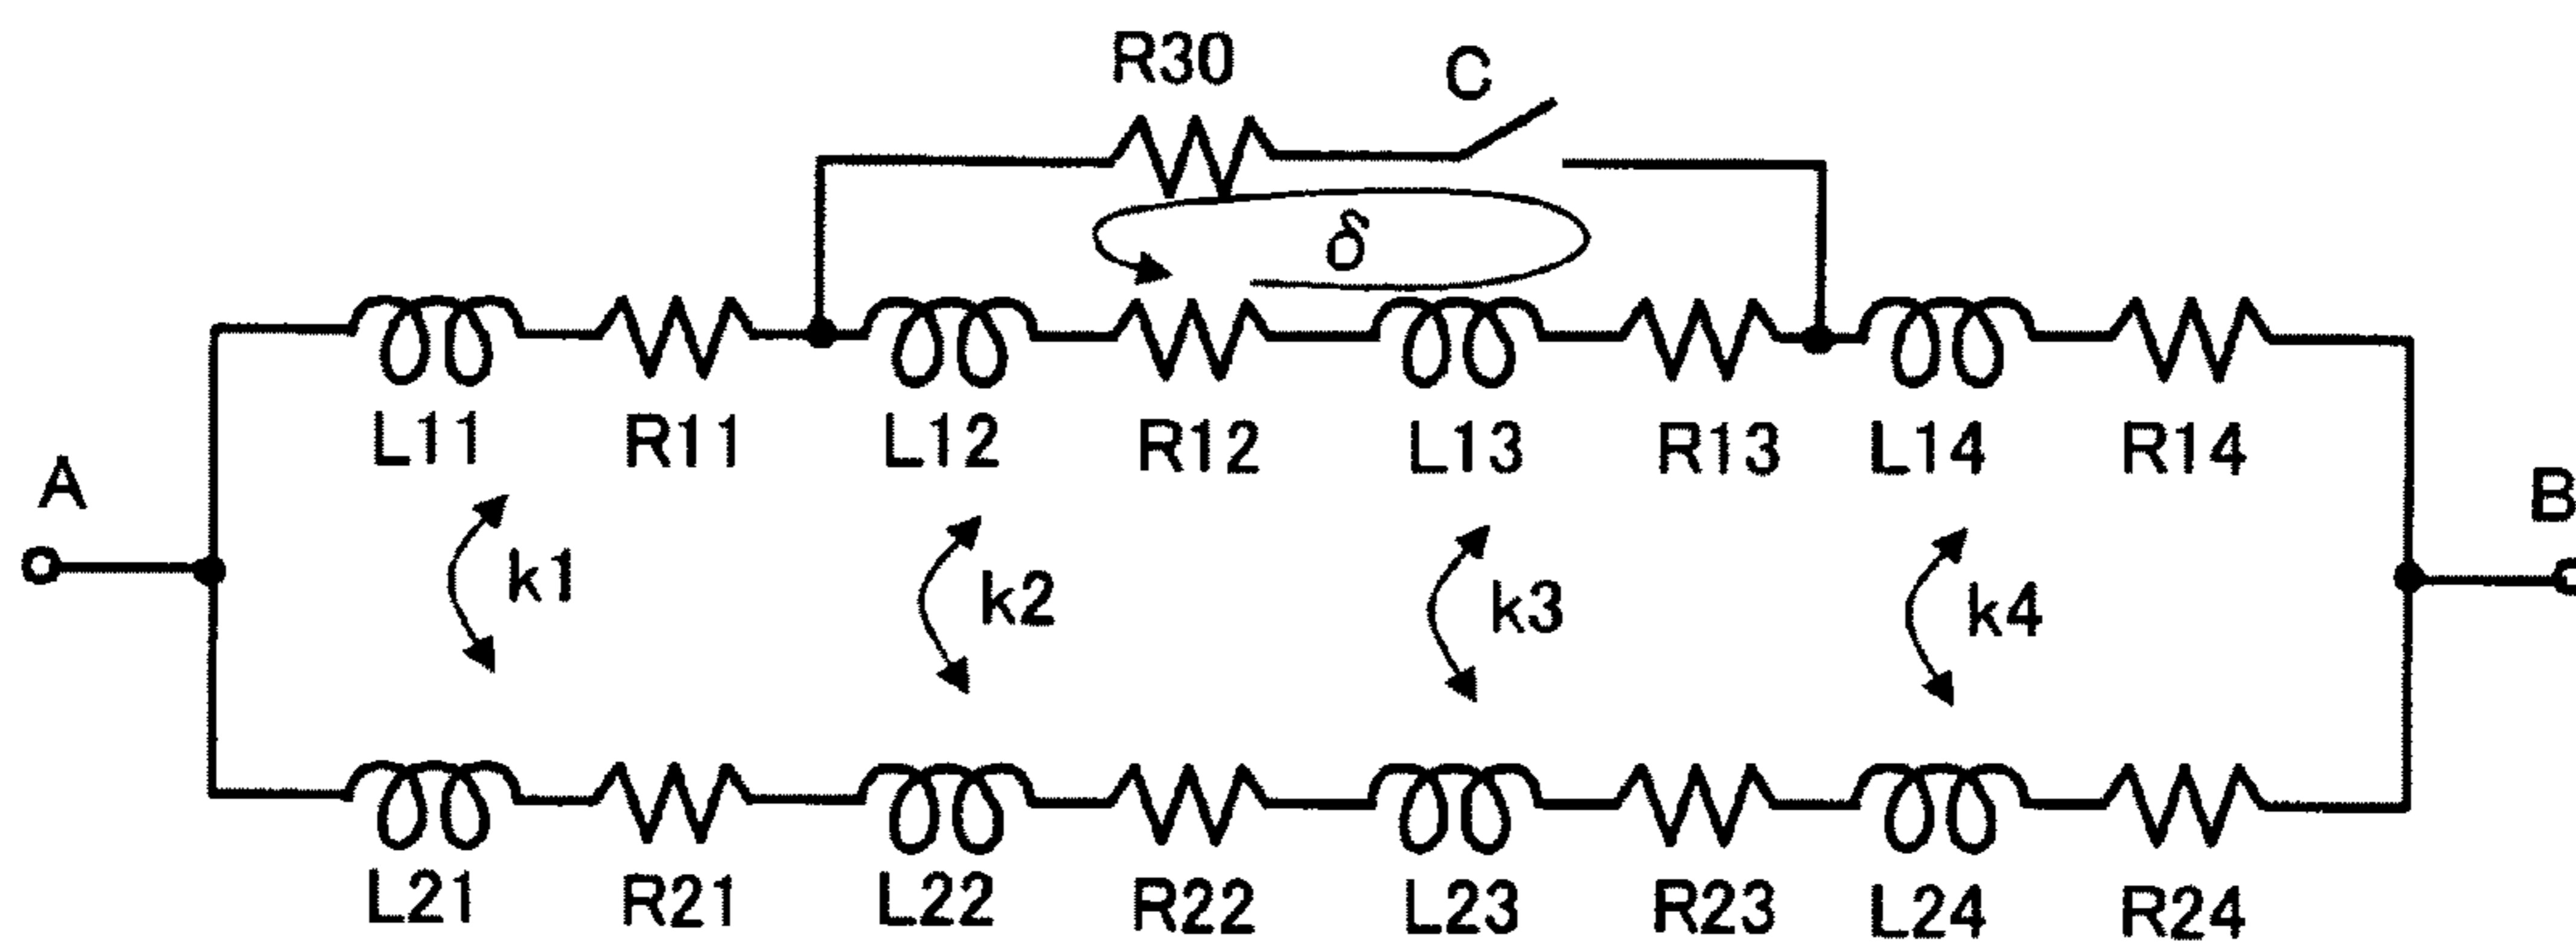 R30 C
δ
L11 R11 L12 R12 L13 R13 L14 R14
A B
k1 k2 k3 k4
L21 R21 L22 R22 L23 R23 L24 R24